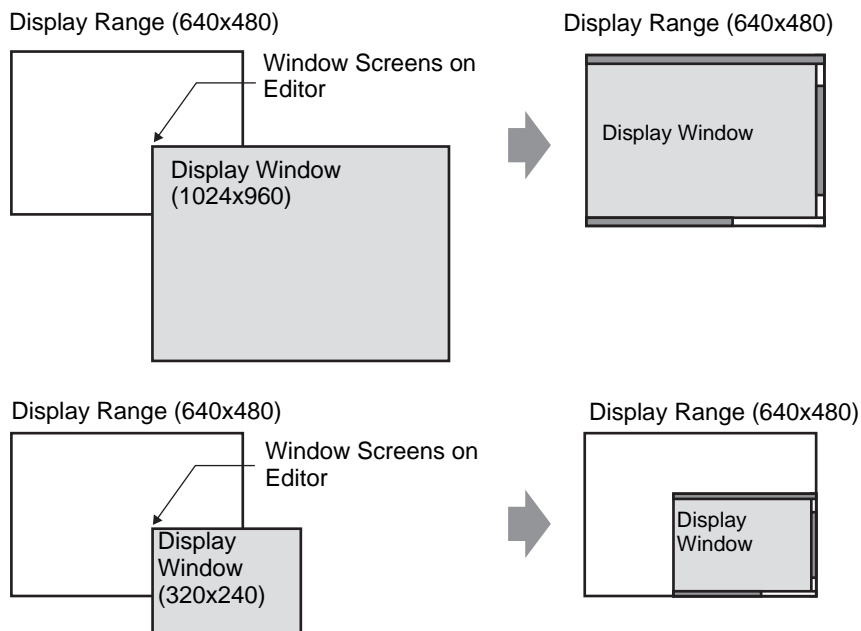 Display Range (640x480)
Display Range (640x480)
Window Screens on
Editor
Display Window
(1024x960)
Display Window
Display Range (640x480)
Display Range (640x480)
Window Screens on
Editor
Display
Window
(320x240)
Display
Window